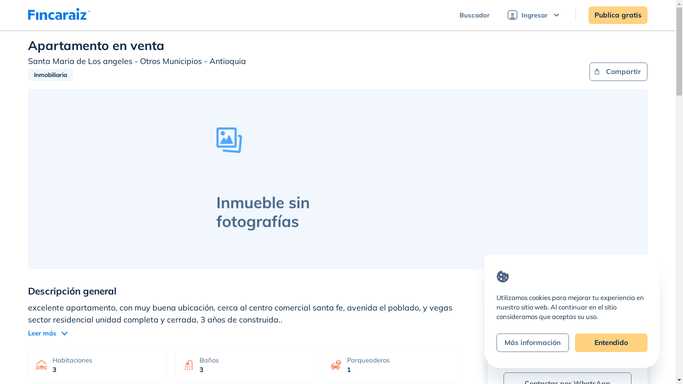 Fincaraiz
Buscador
Ingresar
Publica gratis
Apartamento en venta
Santa Maria de Los angeles - Otros Municipios - Antioquia
Inmobiliaria
Compartir
Inmueble sin
fotografías
Descripción general
excelente apartamento, con muy buena ubicación, cerca al centro comercial santa fe, avenida el poblado, y vegas
sector residencial unidad completa y cerrada, 3 años de construida..
Leer más
Habitaciones
3
Baños
3
Parqueaderos
1
Utilizamos cookies para mejorar tu experiencia en
nuestro sitio web. Al continuar en el sitio
consideramos que aceptas su uso.
Más información
Entendido
Contactar por WhatsApp